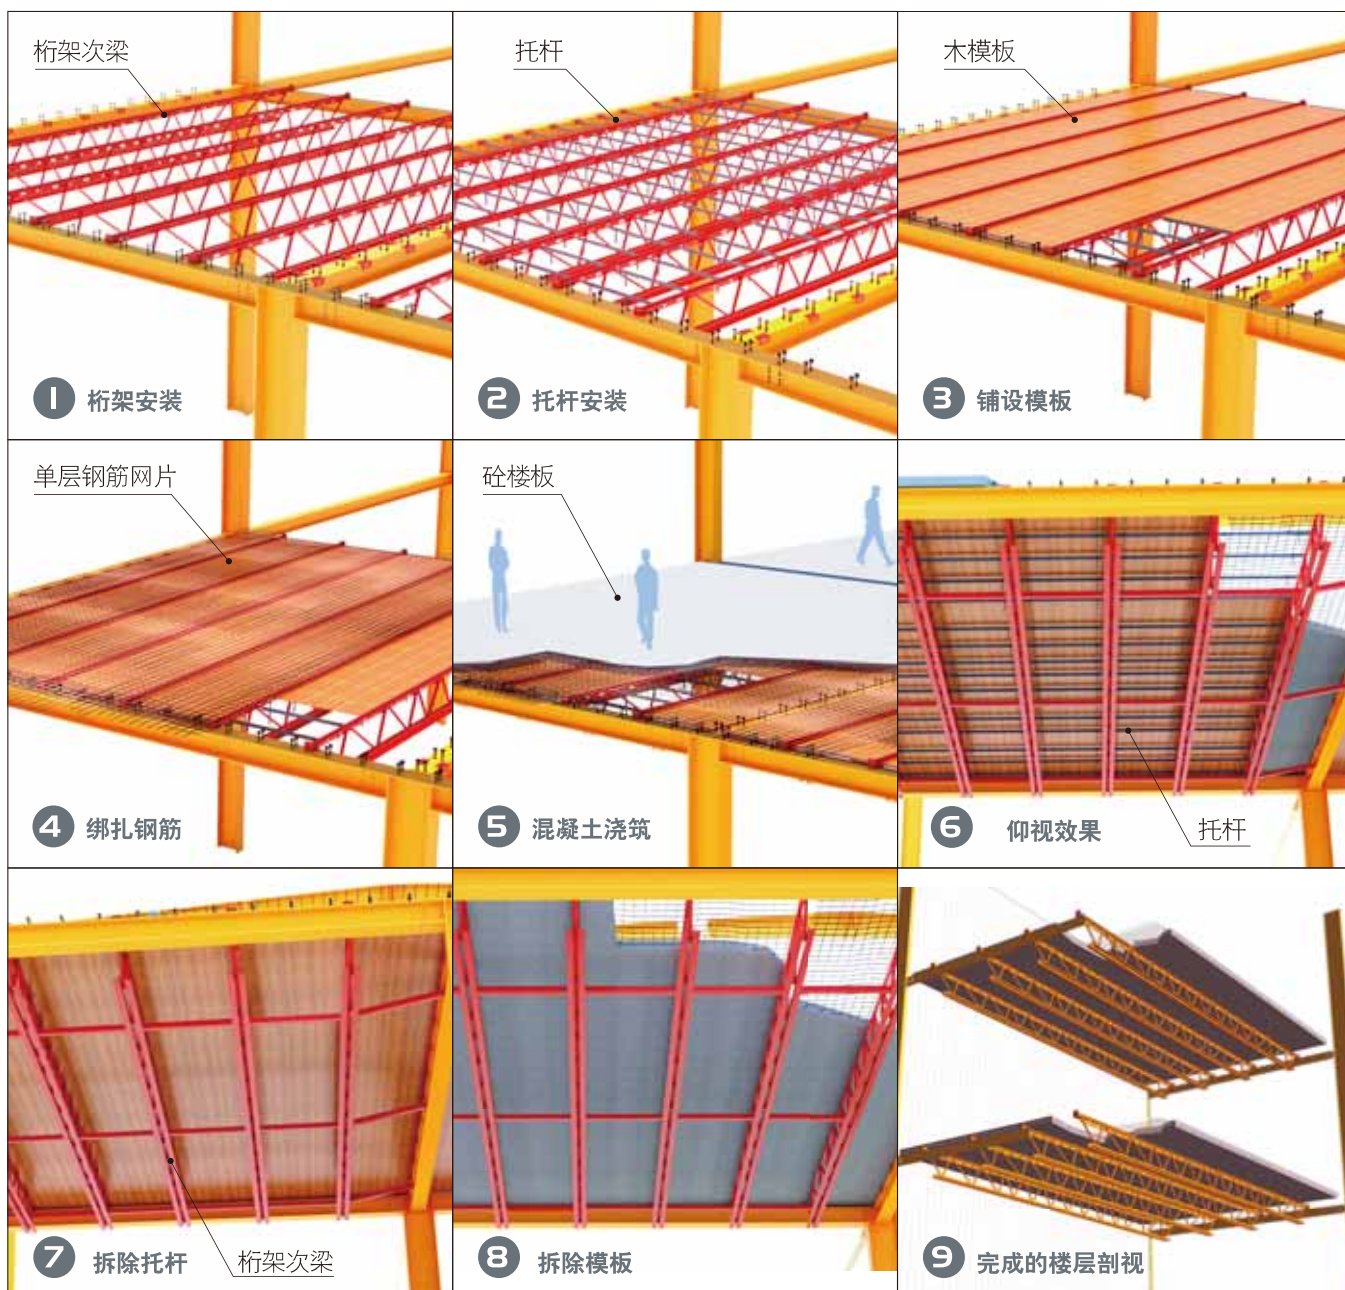 桁架次梁
1 桁架安装
托杆
2 托杆安装
木模板
3 铺设模板
单层钢筋网片
4 绑扎钢筋
砼楼板
5 混凝土浇筑
6 仰视效果
托杆
7 拆除托杆
桁架次梁
8 拆除模板
9 完成的楼层剖视